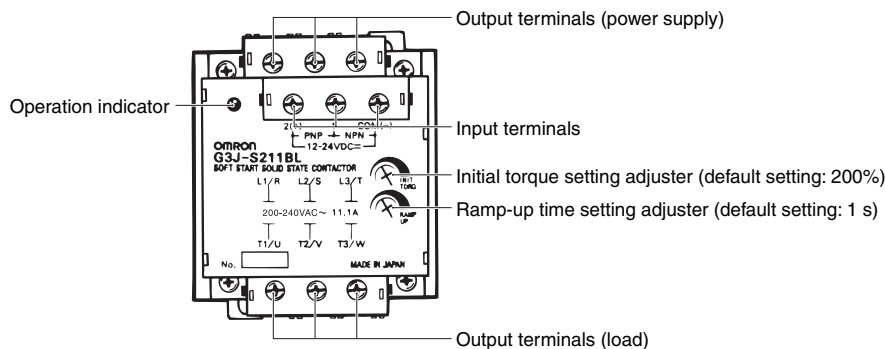 Output terminals (power supply)
Operation indicator
2(+) 1 COM(−)
PNP NPN
12-24VDC
Input terminals
OMRON
G3J-S211BL
SOFT START SOLID STATE CONTACTOR
L1/R L2/S L3/T
INIT
TORQ
Initial torque setting adjuster (default setting: 200%)
200-240VAC~ 11.1A
RAMP
UP
Ramp-up time setting adjuster (default setting: 1 s)
T1/U T2/V T3/W
No. MADE IN JAPAN
Output terminals (load)